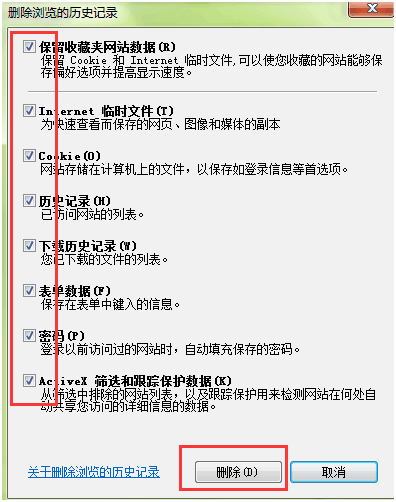 删除浏览的历史记录
保留收藏夹网站数据(R)
保留 Cookie 和 Internet 临时文件,可以使您收藏的网站能够保
存偏好选项并提高显示速度。
Internet 临时文件(T)
为快速查看而保存的网页、图像和媒体的副本
Cookie(O)
网站存储在计算机上的文件，以保存如登录信息等首选项。
历史记录(H)
已访问网站的列表。
下载历史记录(W)
您已下载的文件的列表。
表单数据(F)
保存在表单中键入的信息。
密码(P)
登录以前访问过的网站时，自动填充保存的密码。
ActiveX 筛选和跟踪保护数据(K)
从筛选中排除的网站列表，以及跟踪保护用来检测网站在何处自
动共享您访问的详细信息的数据。
关于删除浏览的历史记录 删除(D) 取消